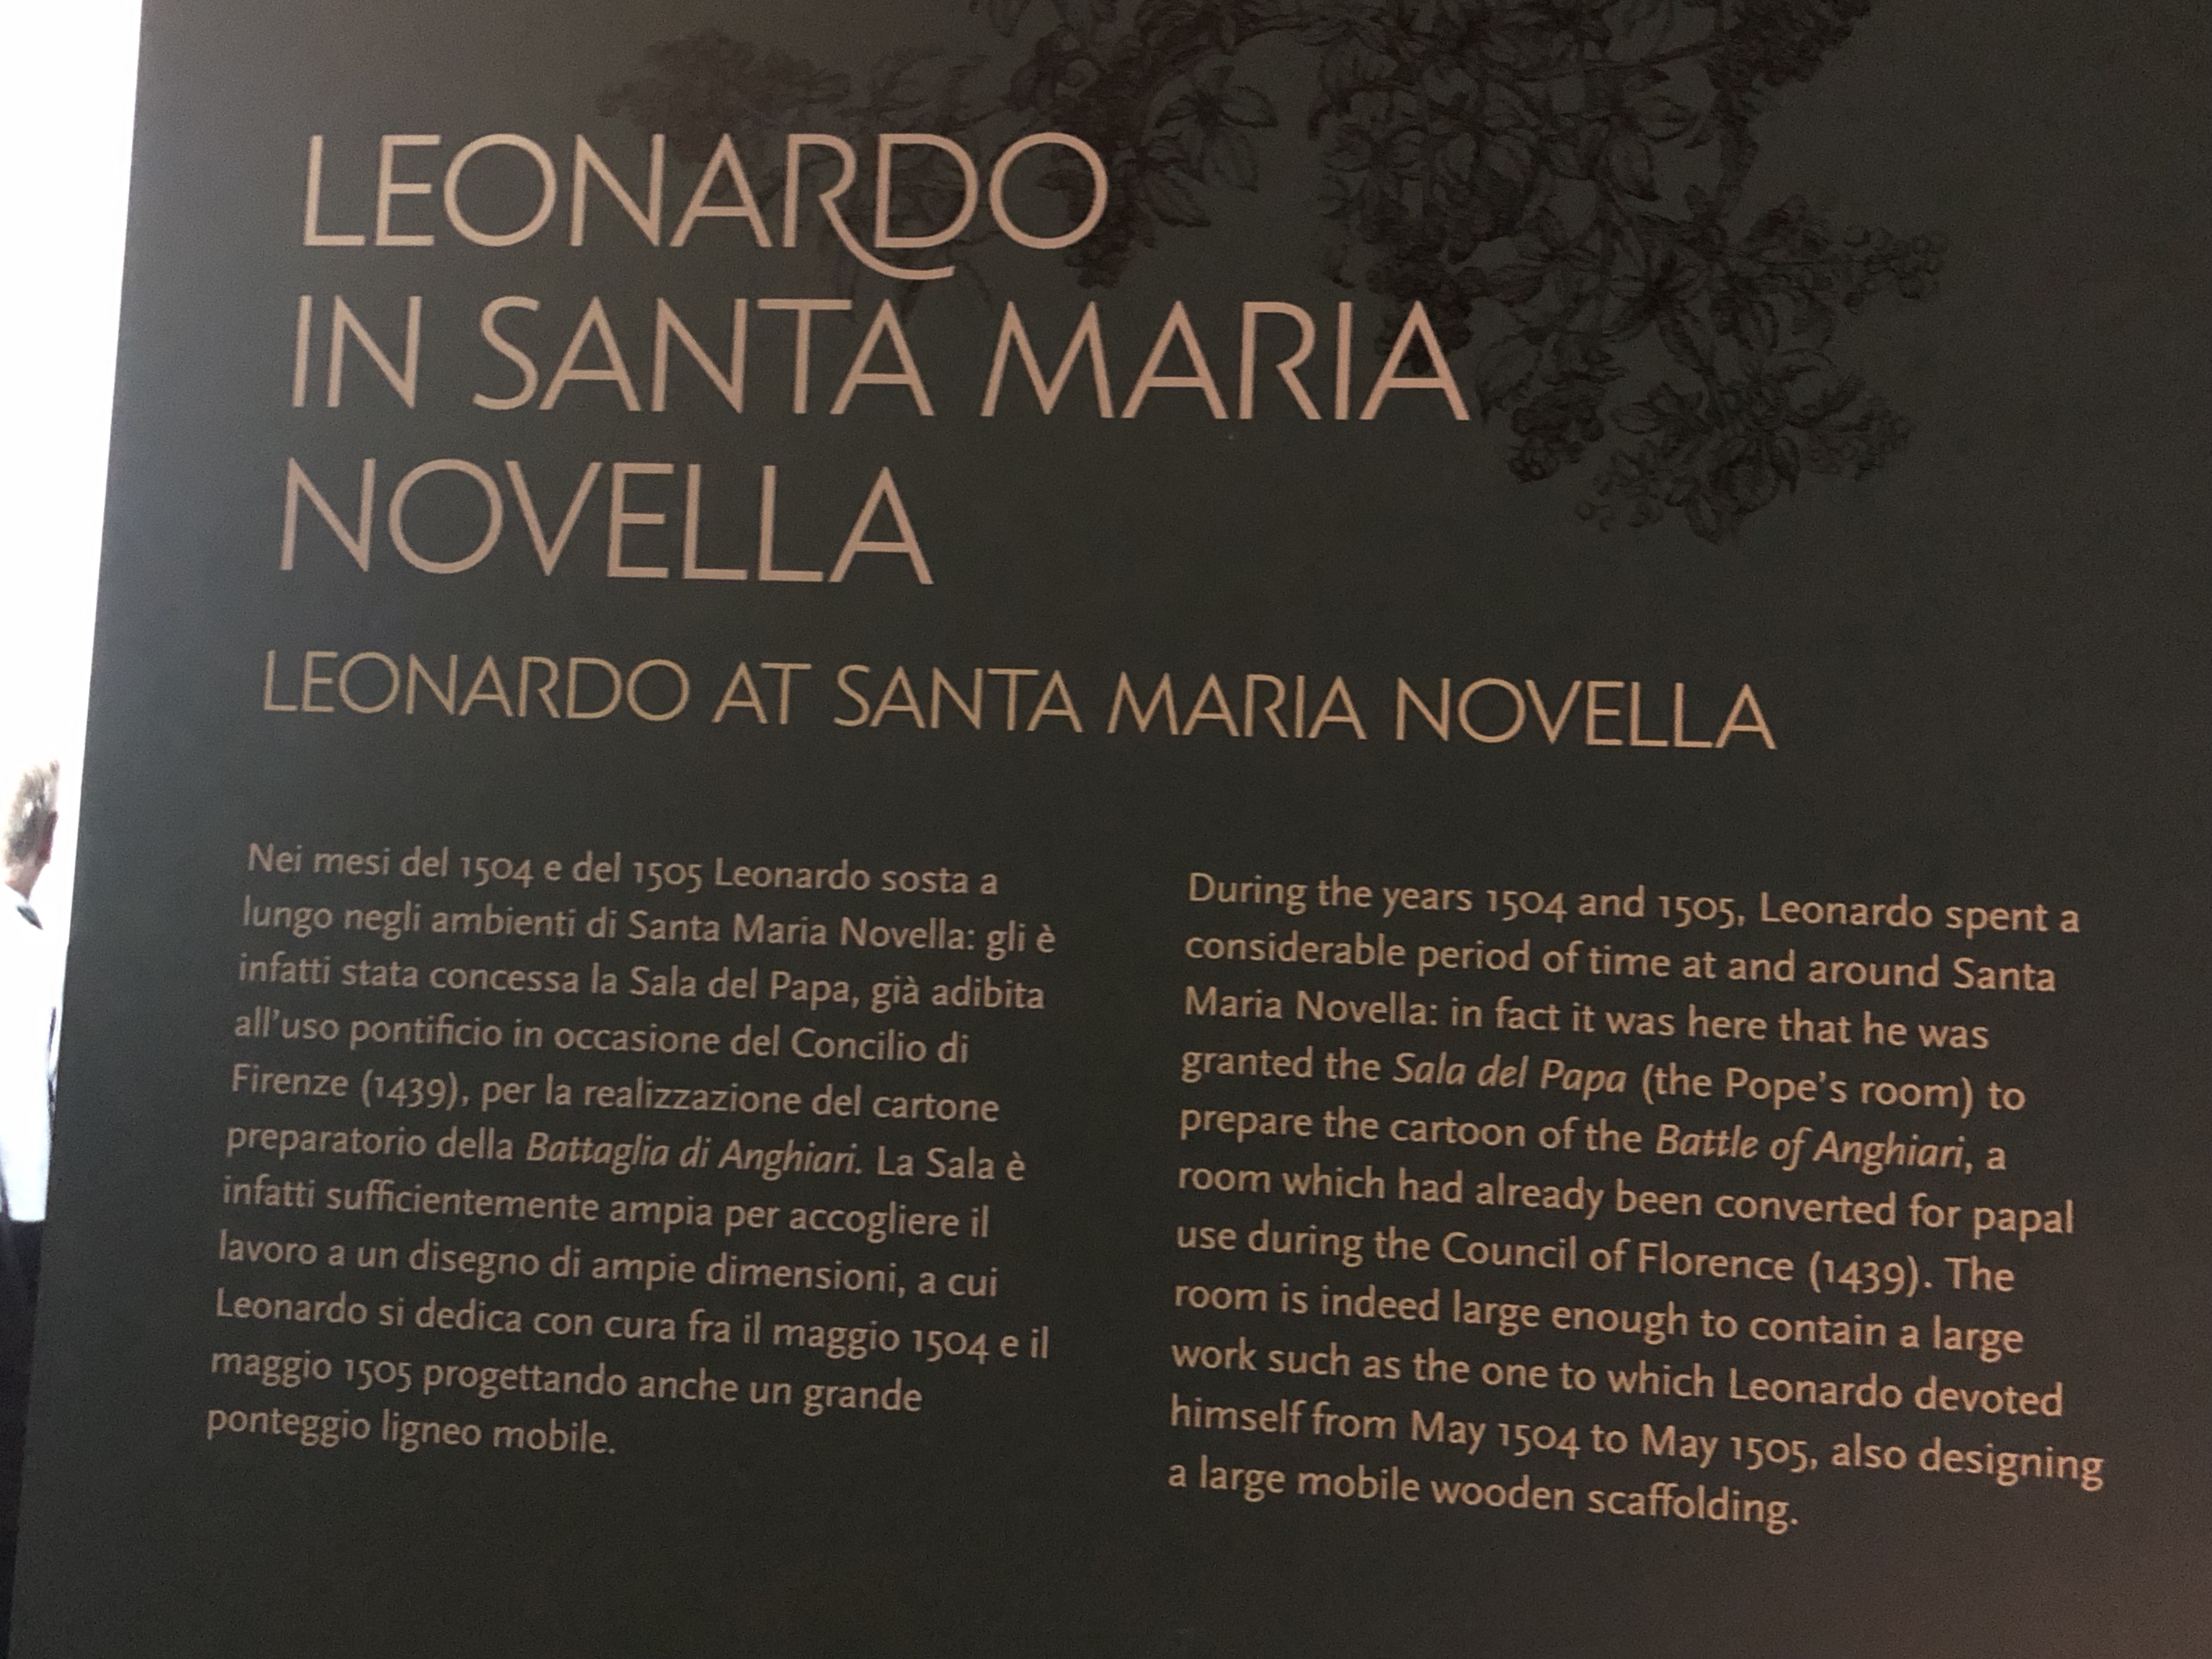 LEONARDO
IN SANTA MARIA
NOVELLA
LEONARDO AT SANTA MARIA NOVELLA
Nei mesi del 1504 e del 1505 Leonardo sosta a
lungo negli ambienti di Santa Maria Novella: gli è
infatti stata concessa la Sala del Papa, già adibita
all'uso pontificio in occasione del Concilio di
Firenze (1439), per la realizzazione del cartone
preparatorio della Battaglia di Anghiari. La Sala è
infatti sufficientemente ampia per accogliere il
lavoro a un disegno di ampie dimensioni, a cui
Leonardo si dedica con cura fra il maggio 1504 e il
maggio 1505 progettando anche un grande
ponteggio ligneo mobile.
During the years 1504 and 1505, Leonardo spent a
considerable period of time at and around Santa
Maria Novella: in fact it was here that he was
granted the Sala del Papa (the Pope's room) to
prepare the cartoon of the Battle of Anghiari, a
room which had already been converted for papal
use during the Council of Florence (1439). The
room is indeed large enough to contain a large
work such as the one to which Leonardo devoted
himself from May 1504 to May 1505, also designing
a large mobile wooden scaffolding.